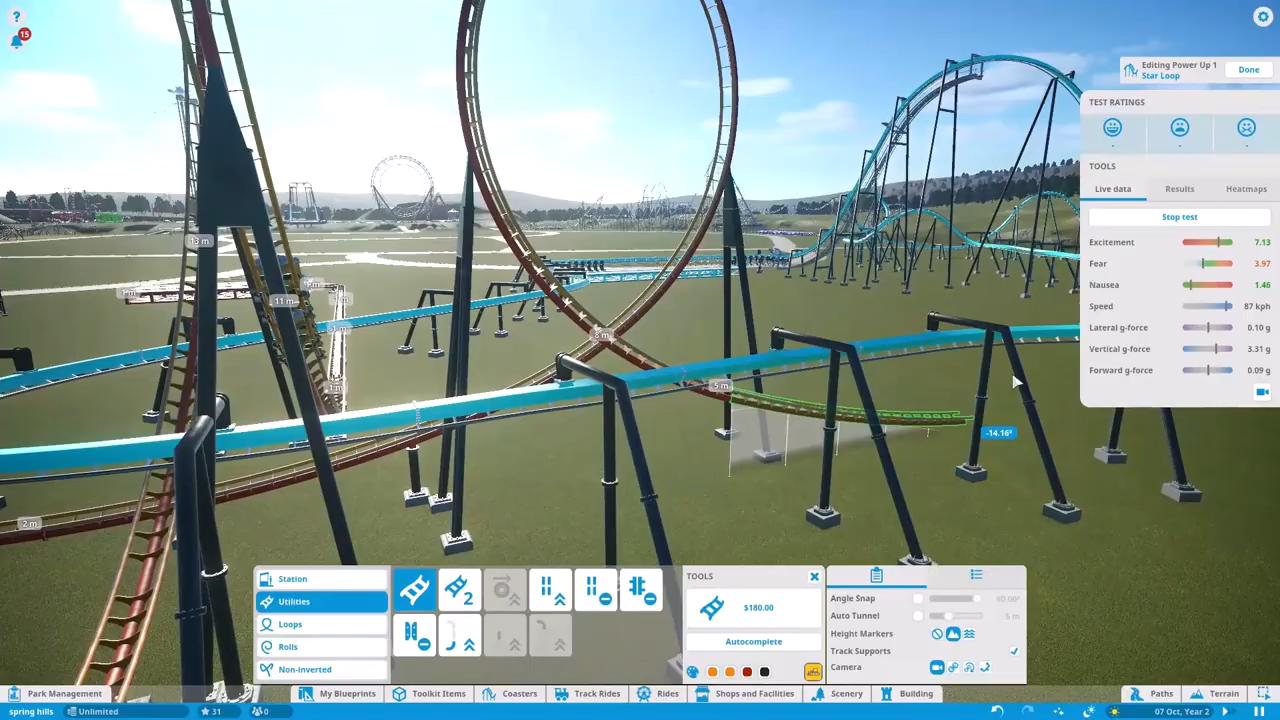 ?
15
Editing Power Up 1
Star Loop
Done
TEST RATINGS
- - -
TOOLS
Live data Results Heatmaps
Stop test
Excitement 7.13
Fear 3.97
Nausea 1.46
Speed 87 kph
Lateral g-force 0.10 g
Vertical g-force 3.31 g
Forward g-force 0.09 g
13 m
11 m
8 m
5 m
1 m
2 m
-14.16°
Station
Utilities
Loops
Rolls
Non-inverted
2
TOOLS
$180.00
Autocomplete
Angle Snap
Auto Tunnel 5 m
Height Markers
Track Supports
Camera
Park Management My Blueprints Toolkit Items Coasters Track Rides Rides Shops and Facilities Scenery Building Paths Terrain
spring hills Unlimited 31 0 07 Oct, Year 2